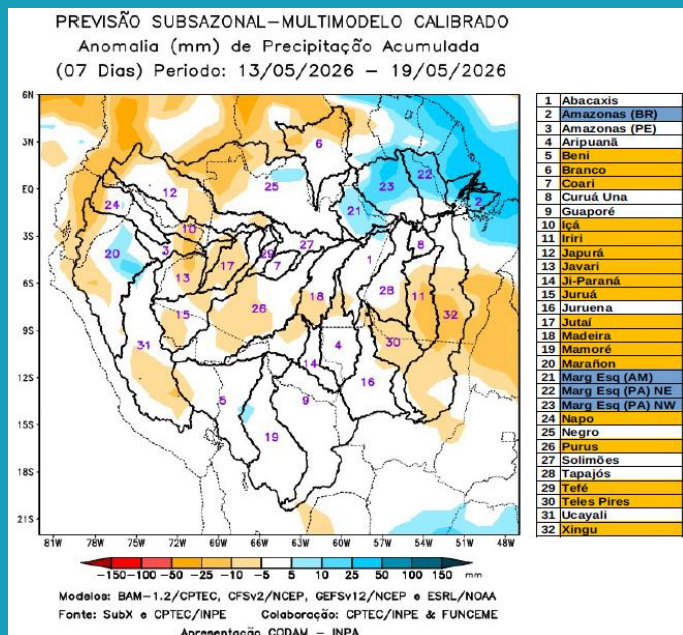 PREVISÃO SUBSAZONAL–MULTIMODELO CALIBRADO
Anomalia (mm) de Precipitação Acumulada
(07 Dias) Periodo: 13/05/2026 – 19/05/2026
6N
3N
EQ
3S
6S
9S
12S
15S
18S
21S
81W 78W 75W 72W 69W 66W 63W 60W 57W 54W 51W 48W
6
12
25
23
22
2
24
21
10
20
3
29
27
8
13
17
7
1
26
18
28
11
32
15
31
30
4
14
16
5
9
19
-150 -100 -50 -25 -10 -5 5 10 25 50 100 150 mm
Modelos: BAM-1.2/CPTEC, CFSv2/NCEP, GEFSv12/NCEP e ESRL/NOAA
Fonte: SubX e CPTEC/INPE Colaboração: CPTEC/INPE & FUNCEME
Apresentação CODAM – INPA
1 Abacaxis
2 Amazonas (BR)
3 Amazonas (PE)
4 Aripuanã
5 Beni
6 Branco
7 Coari
8 Curuá Una
9 Guaporé
10 Içá
11 Iriri
12 Japurá
13 Javari
14 Ji-Paraná
15 Juruá
16 Juruena
17 Jutaí
18 Madeira
19 Mamoré
20 Marañon
21 Marg Esq (AM)
22 Marg Esq (PA) NE
23 Marg Esq (PA) NW
24 Napo
25 Negro
26 Purus
27 Solimões
28 Tapajós
29 Tefé
30 Teles Pires
31 Ucayali
32 Xingu